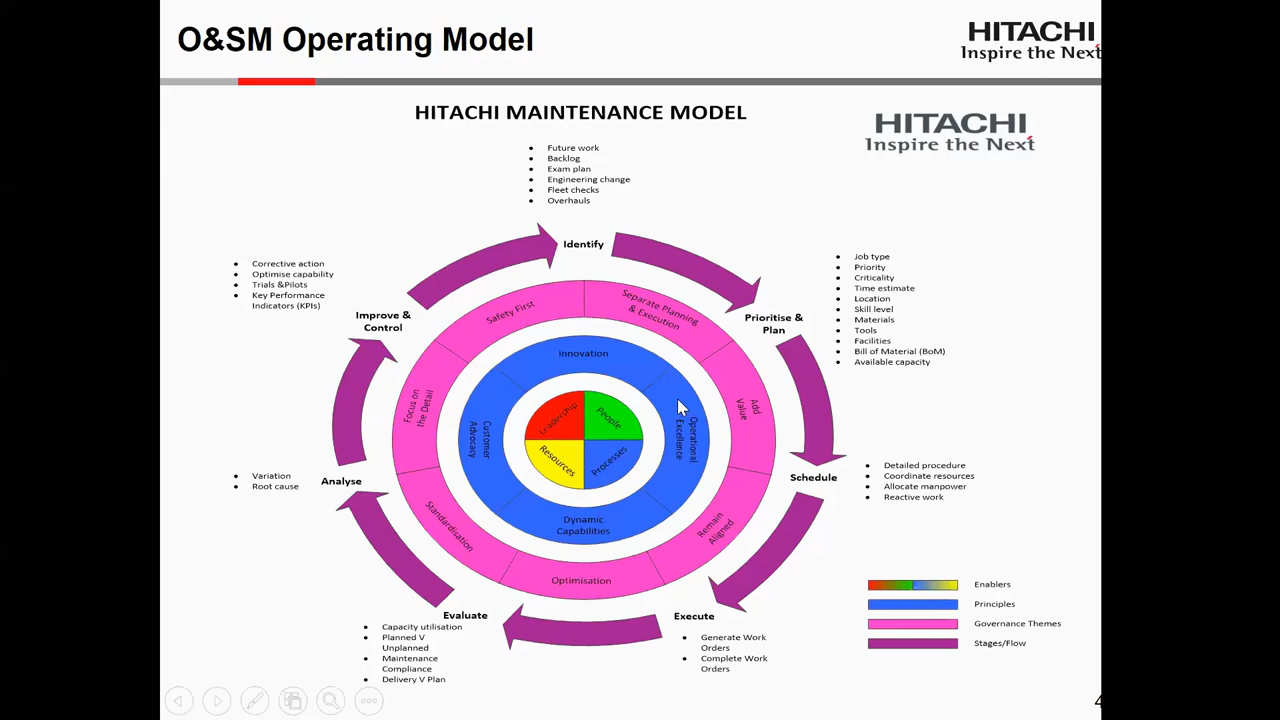 O&SM Operating Model
HITACHI
Inspire the Next
HITACHI MAINTENANCE MODEL
HITACHI
Inspire the Next
Future work
Backlog
Exam plan
Engineering change
Fleet checks
Overhauls
Identify
Corrective action
Optimise capability
Trials &Pilots
Key Performance
Indicators (KPIs)
Job type
Priority
Criticality
Time estimate
Location
Skill level
Materials
Tools
Facilities
Bill of Material (BoM)
Available capacity
Improve &
Control
Prioritise &
Plan
Safety First
Separate Planning
& Execution
Innovation
Focus on
the Detail
Add
Value
Customer
Advocacy
Leadership
People
Operational
Excellence
Resources
Processes
Variation
Root cause
Analyse
Schedule
Detailed procedure
Coordinate resources
Allocate manpower
Reactive work
Standardisation
Dynamic
Capabilities
Remain
Aligned
Optimisation
Evaluate
Capacity utilisation
Planned V
Unplanned
Maintenance
Compliance
Delivery V Plan
Execute
Generate Work
Orders
Complete Work
Orders
Enablers
Principles
Governance Themes
Stages/Flow
4